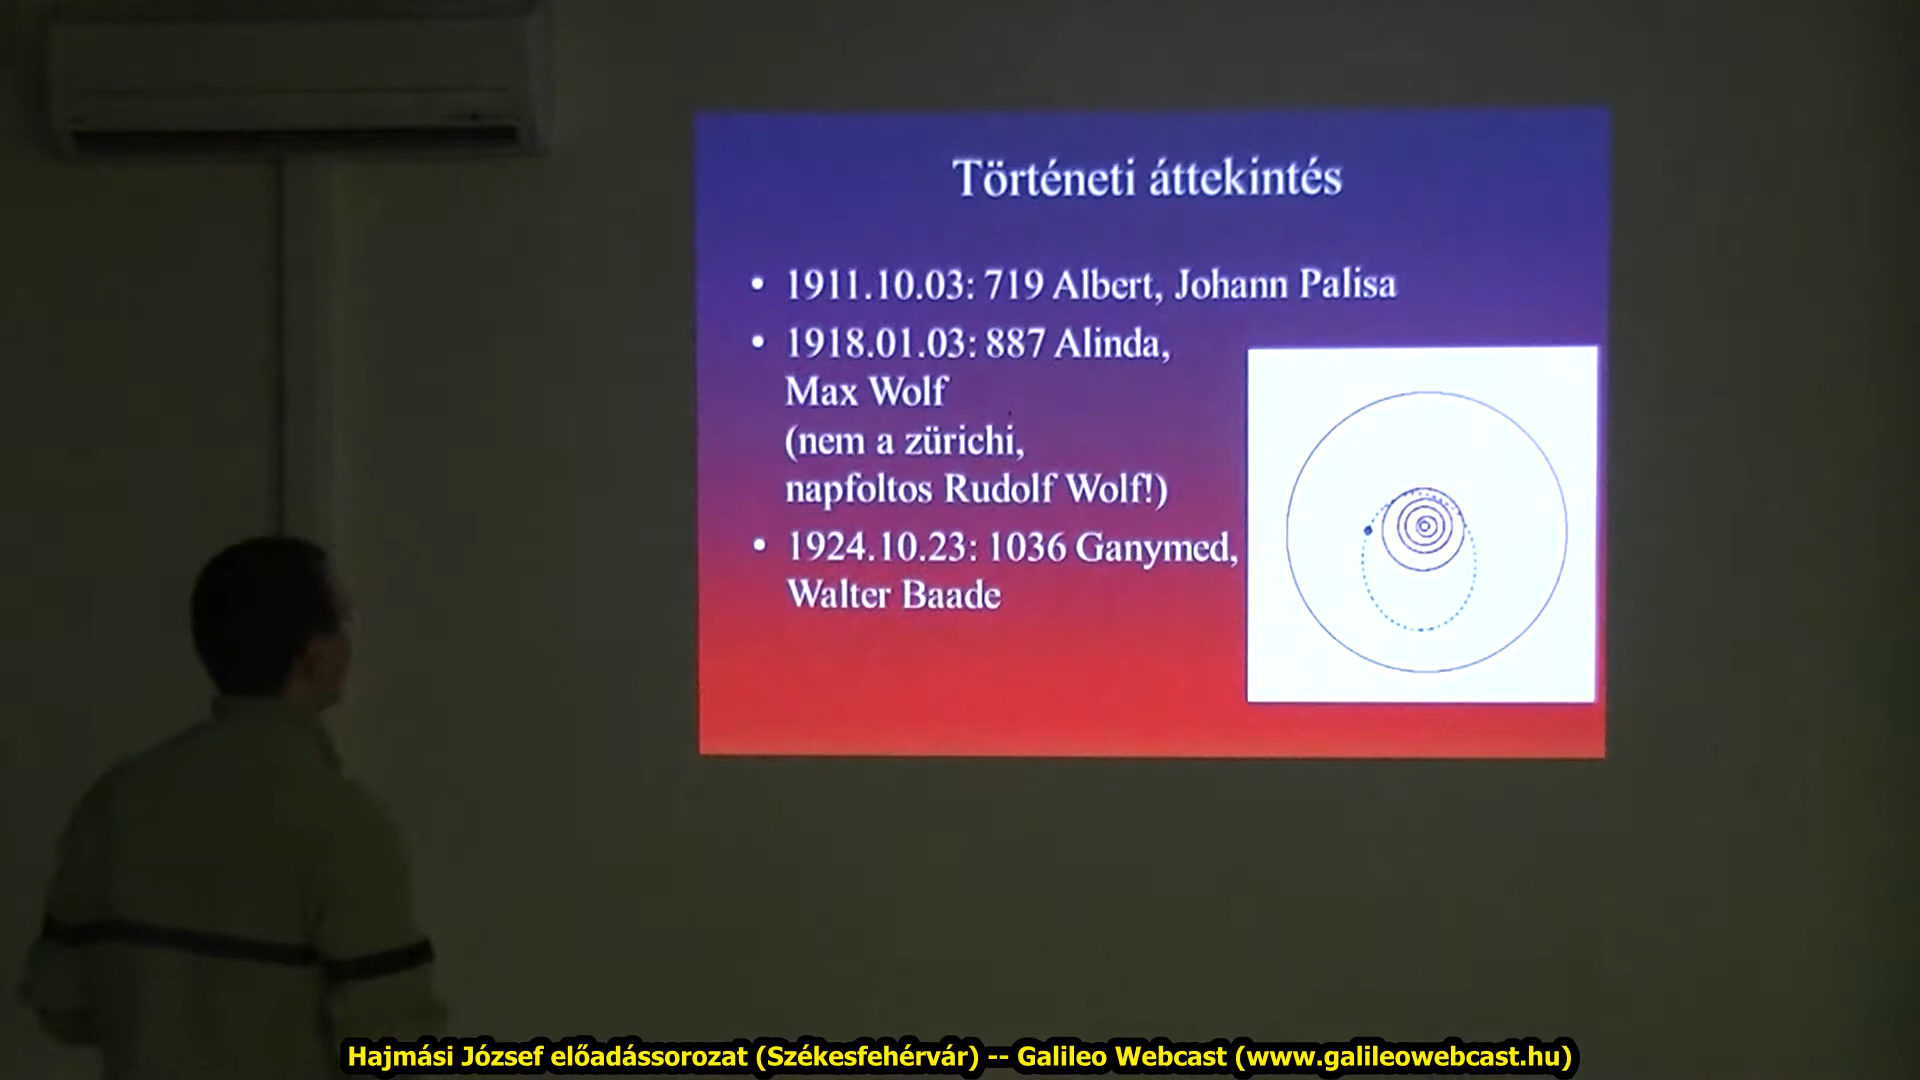 Történeti áttekintés
• 1911.10.03: 719 Albert, Johann Palisa
• 1918.01.03: 887 Alinda,
Max Wolf
(nem a zürichi,
napfoltos Rudolf Wolf!)
• 1924.10.23: 1036 Ganymed,
Walter Baade
Hajmási József előadássorozat (Székesfehérvár) -- Galileo Webcast (www.galileowebcast.hu)